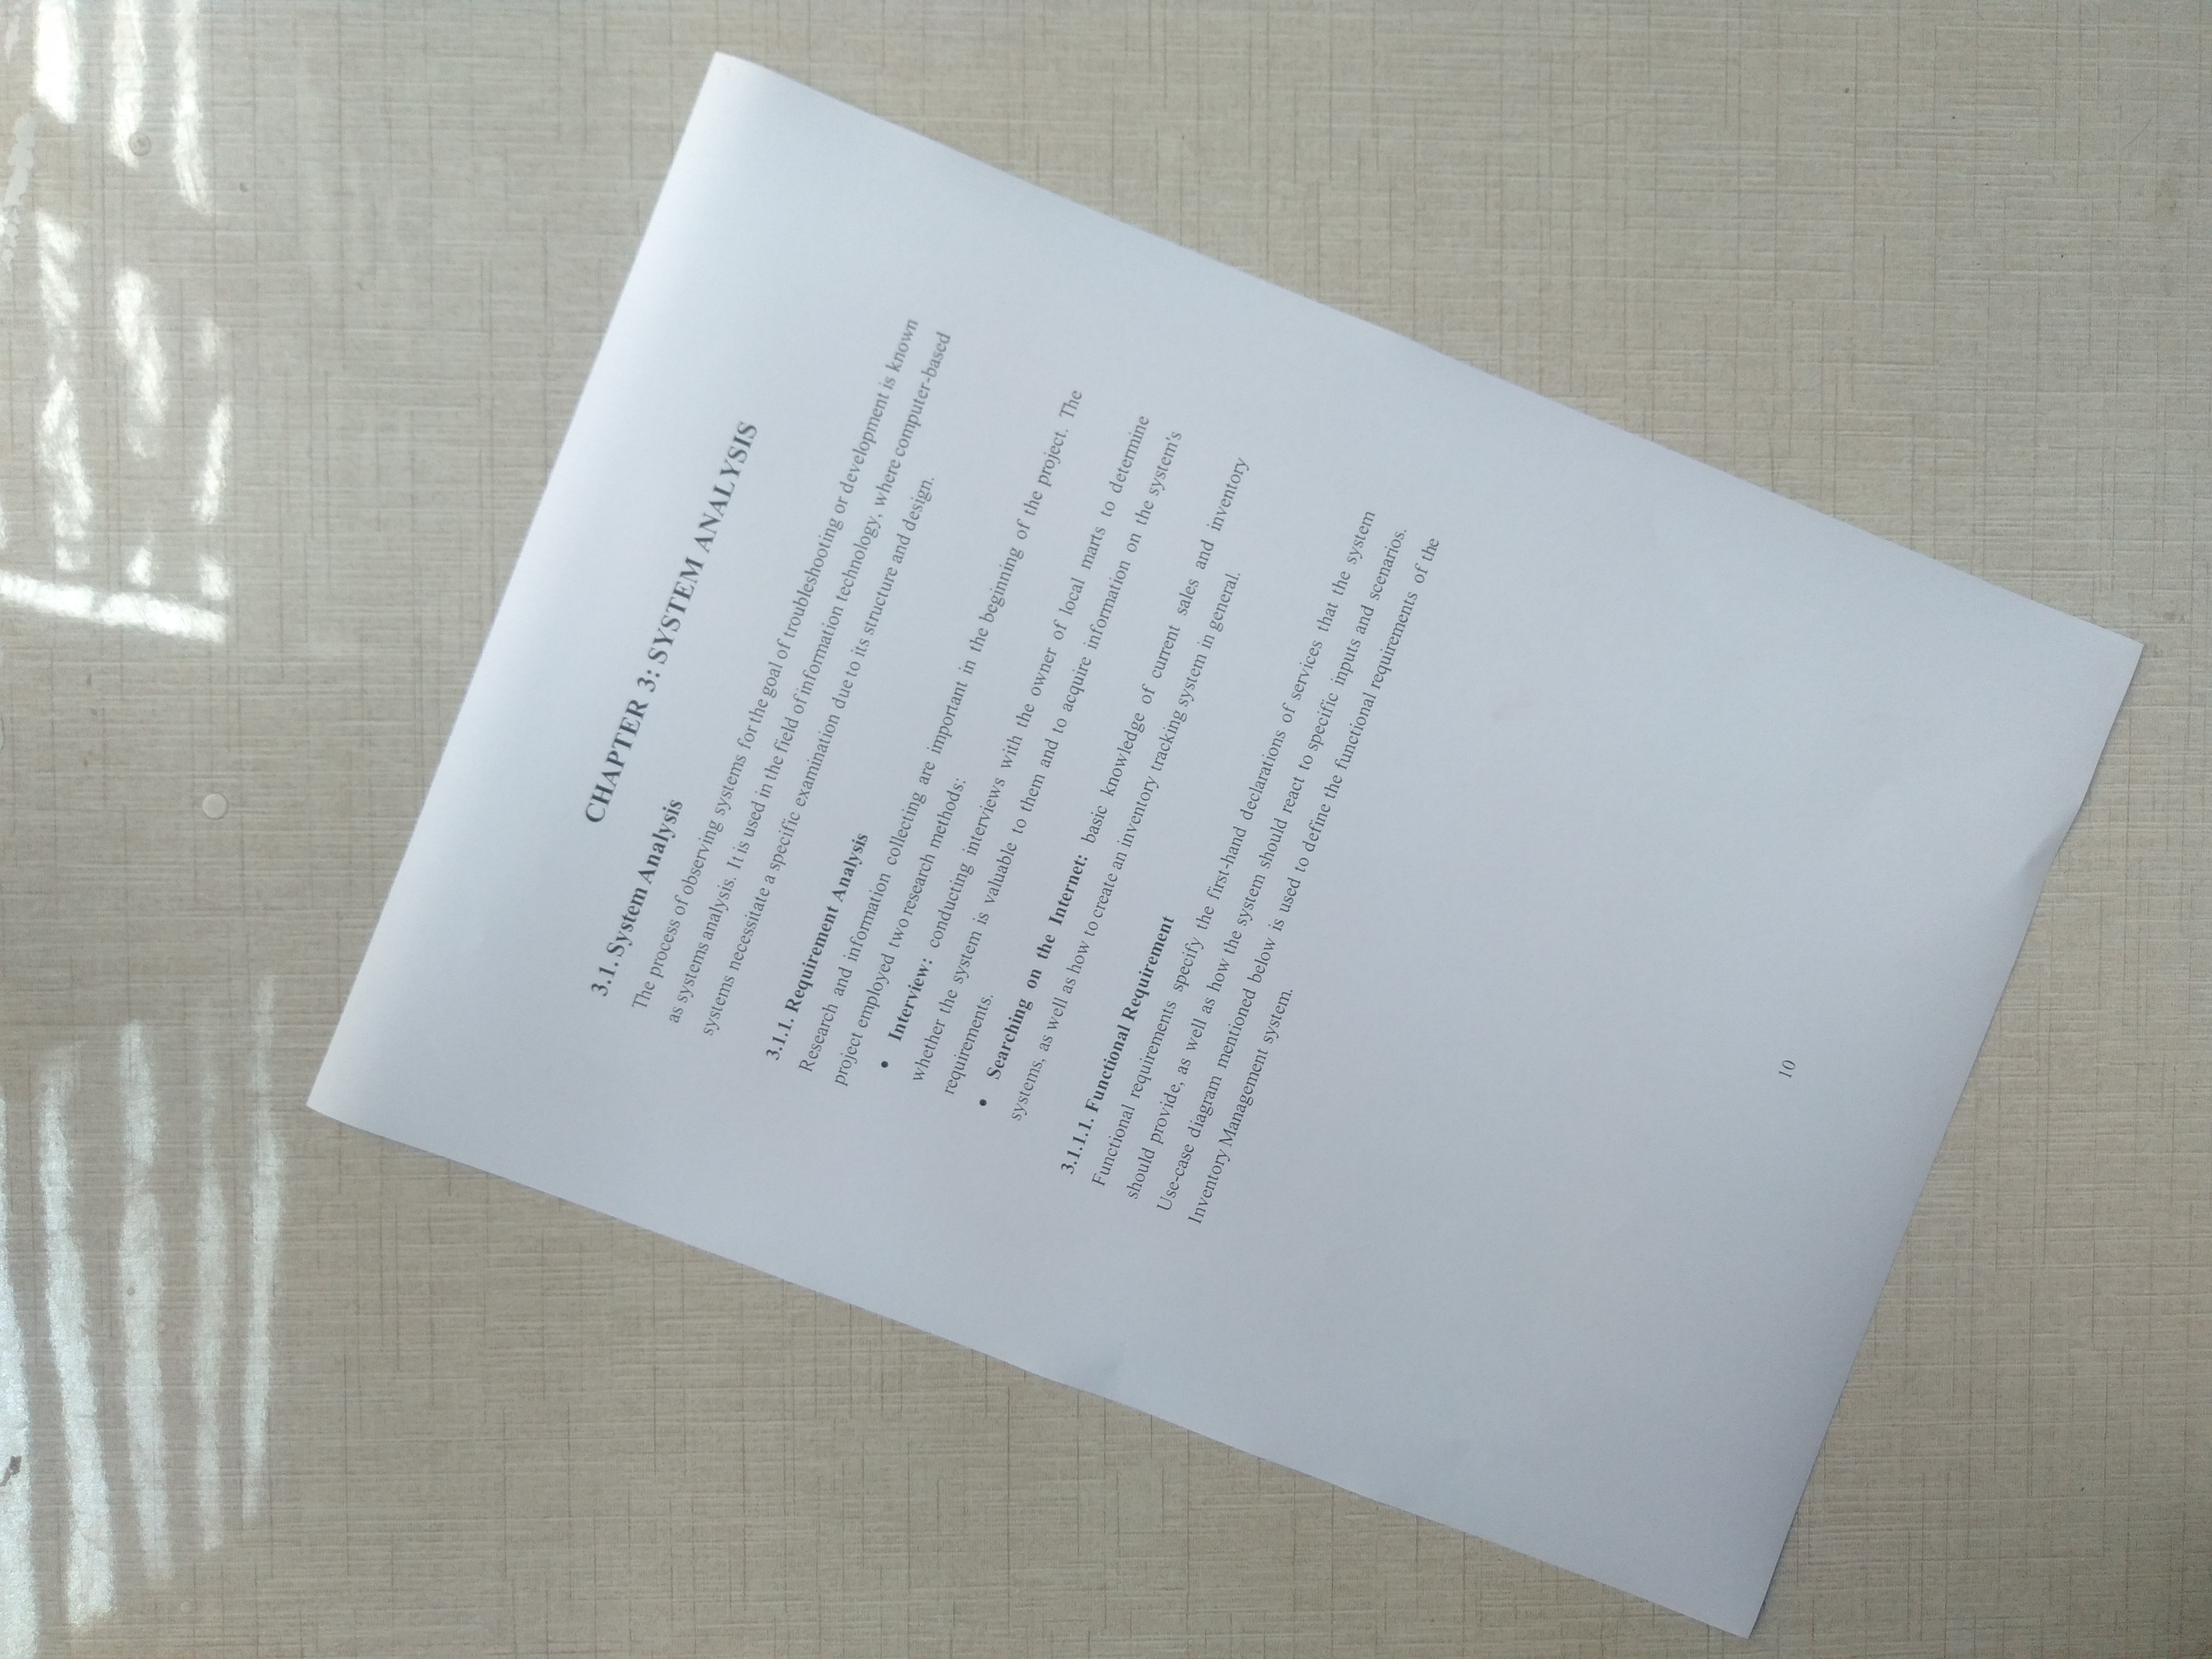 CHAPTER 3: SYSTEM ANALYSIS
3.1. System Analysis
The process of observing systems for the goal of troubleshooting or development is known
as systems analysis. It is used in the field of information technology, where computer-based
systems necessitate a specific examination due to its structure and design.
3.1.1. Requirement Analysis
Research and information collecting are important in the beginning of the project. The
project employed two research methods:
• Interview: conducting interviews with the owner of local marts to determine
whether the system is valuable to them and to acquire information on the system's
requirements.
• Searching on the Internet: basic knowledge of current sales and inventory
systems, as well as how to create an inventory tracking system in general.
3.1.1.1. Functional Requirement
Functional requirements specify the first-hand declarations of services that the system
should provide, as well as how the system should react to specific inputs and scenarios.
Use-case diagram mentioned below is used to define the functional requirements of the
Inventory Management system.
10